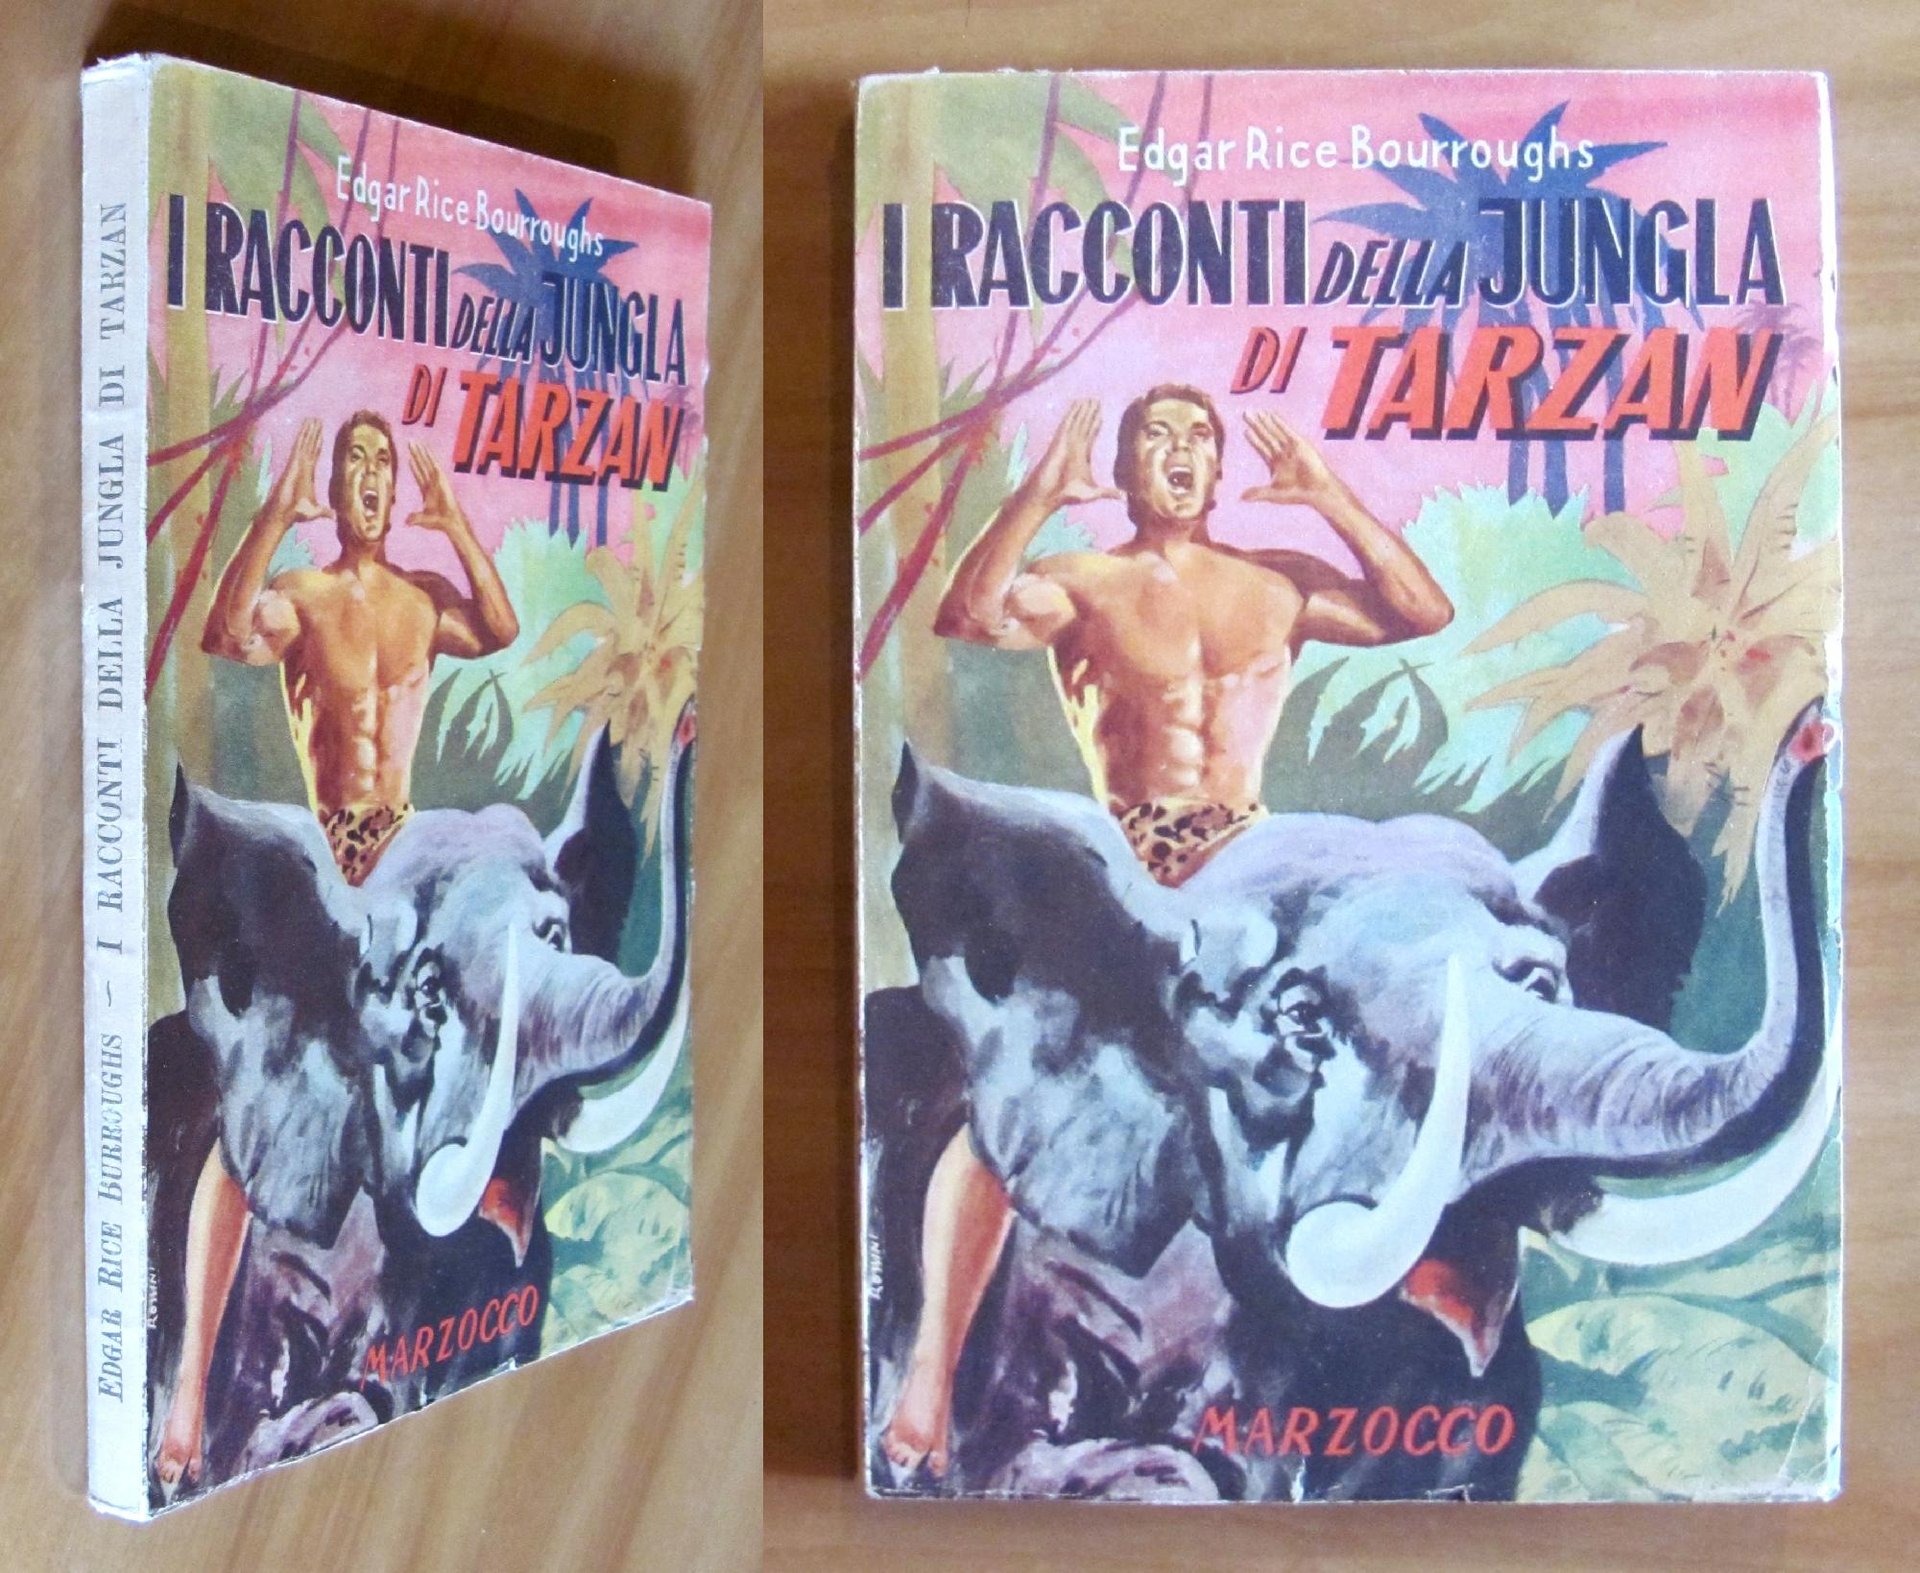 EDGAR RICE BURROUGHS - I RACCONTI DELLA JUNGLA DI TARZAN
Edgar Rice Bourroughs
I RACCONTI DELLA JUNGLA
DI TARZAN
MARZOCCO
Edgar Rice Bourroughs
I RACCONTI DELLA JUNGLA
DI TARZAN
MARZOCCO